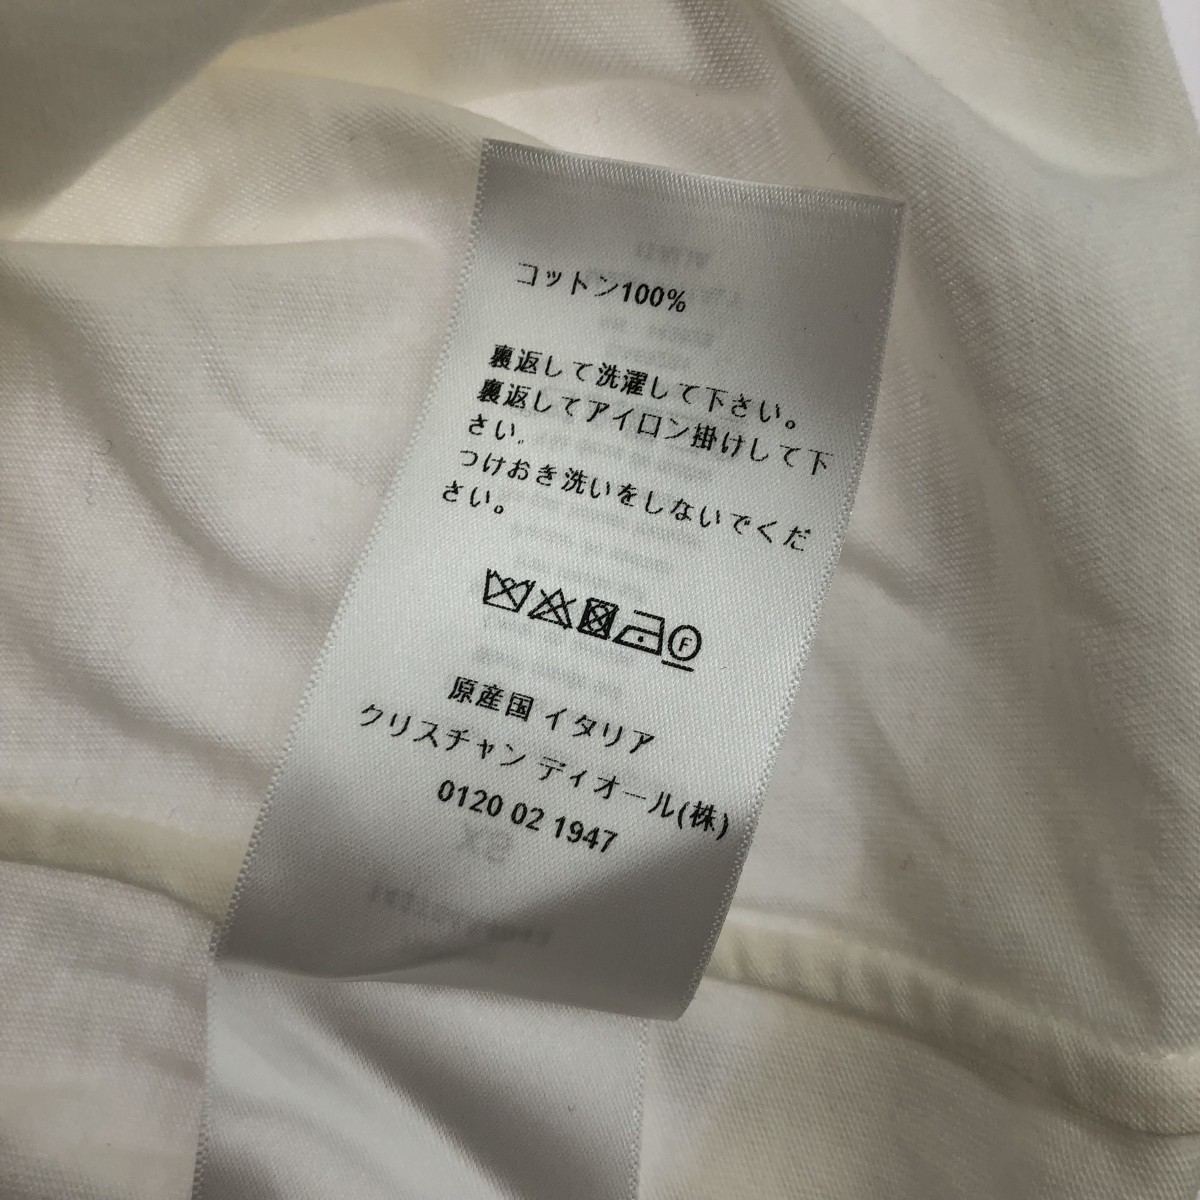 コットン100%
裏返して洗濯して下さい。
裏返してアイロン掛けして下
さい.
つけおき洗いをしないでくだ
さい。
F
原産国 イタリア
クリスチャン ディオール(株)
0120 02 1947